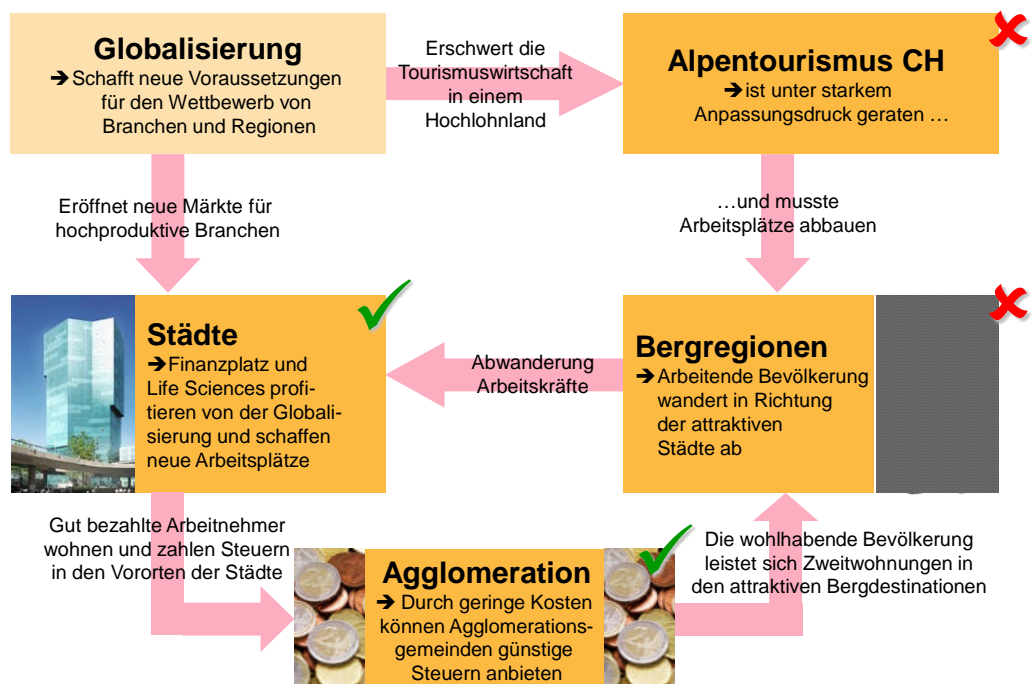 Globalisierung
➔ Schafft neue Voraussetzungen
für den Wettbewerb von
Branchen und Regionen
Erschwert die
Tourismuswirtschaft
in einem
Hochlohnland
Alpentourismus CH
➔ ist unter starkem
Anpassungsdruck geraten …
Eröffnet neue Märkte für
hochproduktive Branchen
…und musste
Arbeitsplätze abbauen
Städte
➔ Finanzplatz und
Life Sciences profi-
tieren von der Globali-
sierung und schaffen
neue Arbeitsplätze
Abwanderung
Arbeitskräfte
Bergregionen
➔ Arbeitende Bevölkerung
wandert in Richtung
der attraktiven
Städte ab
Gut bezahlte Arbeitnehmer
wohnen und zahlen Steuern
in den Vororten der Städte
Agglomeration
➔ Durch geringe Kosten
können Agglomerations-
gemeinden günstige
Steuern anbieten
Die wohlhabende Bevölkerung
leistet sich Zweitwohnungen in
den attraktiven Bergdestinationen